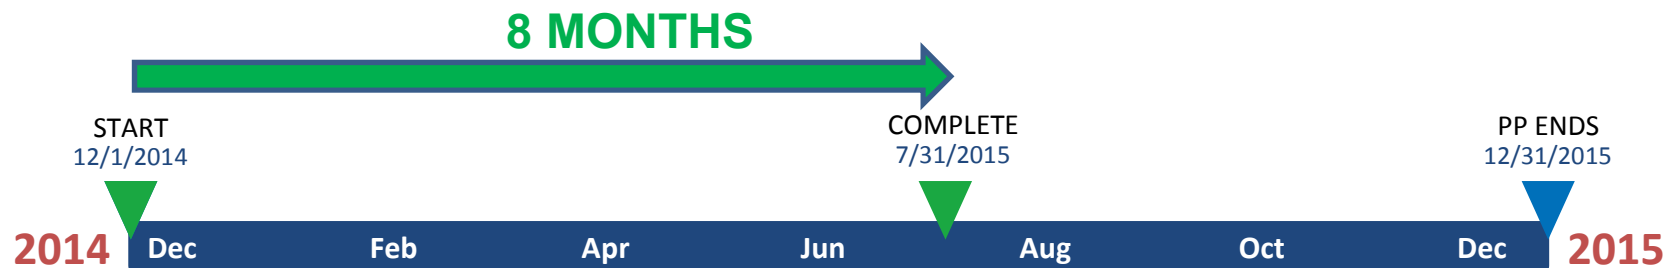 8 MONTHS
START
12/1/2014
COMPLETE
7/31/2015
PP ENDS
12/31/2015
2014 Dec Feb Apr Jun Aug Oct Dec 2015